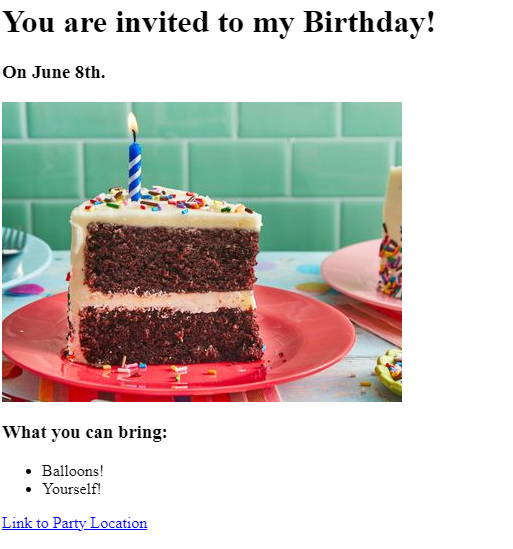 You are invited to my Birthday!
On June 8th.
What you can bring:
Balloons!
Yourself!
Link to Party Location